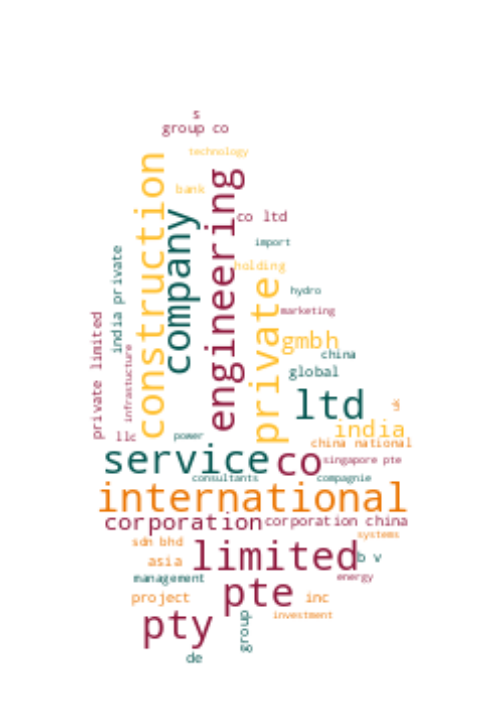 s
group co
technology
construction
bank
engineering
company
co ltd
import
india private
holding
private
hydro
marketing
private limited
infrastructure
gmbh
china
global
ltd
uk
india
llc
power
china national
service
co
singapore pte
consultants
compagnie
international
corporation
corporation china
systems
sdn bhd
limited
b v
asia
management
energy
pte
project
inc
pty
group
investment
de